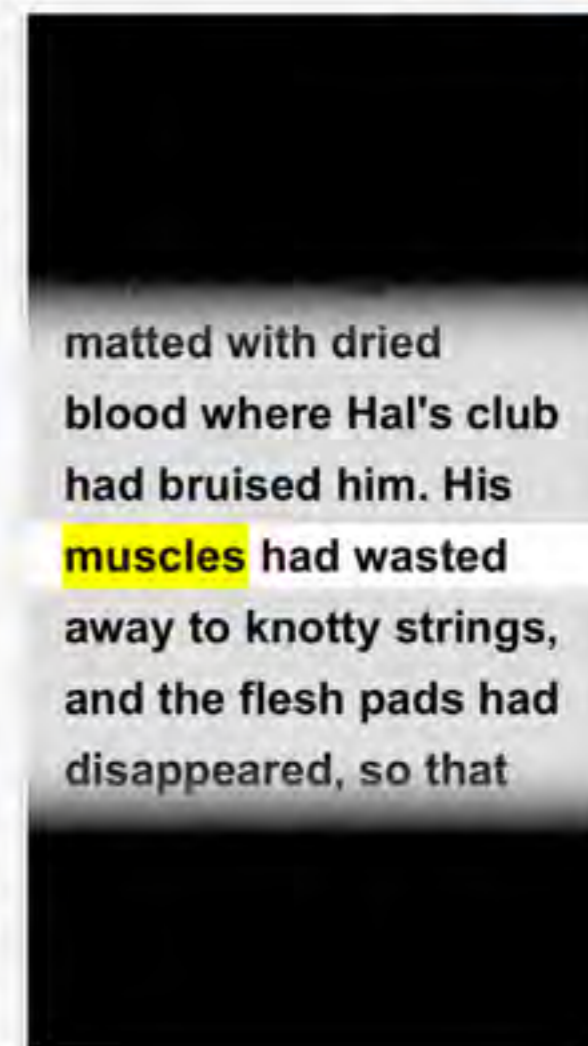 matted with dried
blood where Hal's club
had bruised him. His
muscles had wasted
away to knotty strings,
and the flesh pads had
disappeared, so that